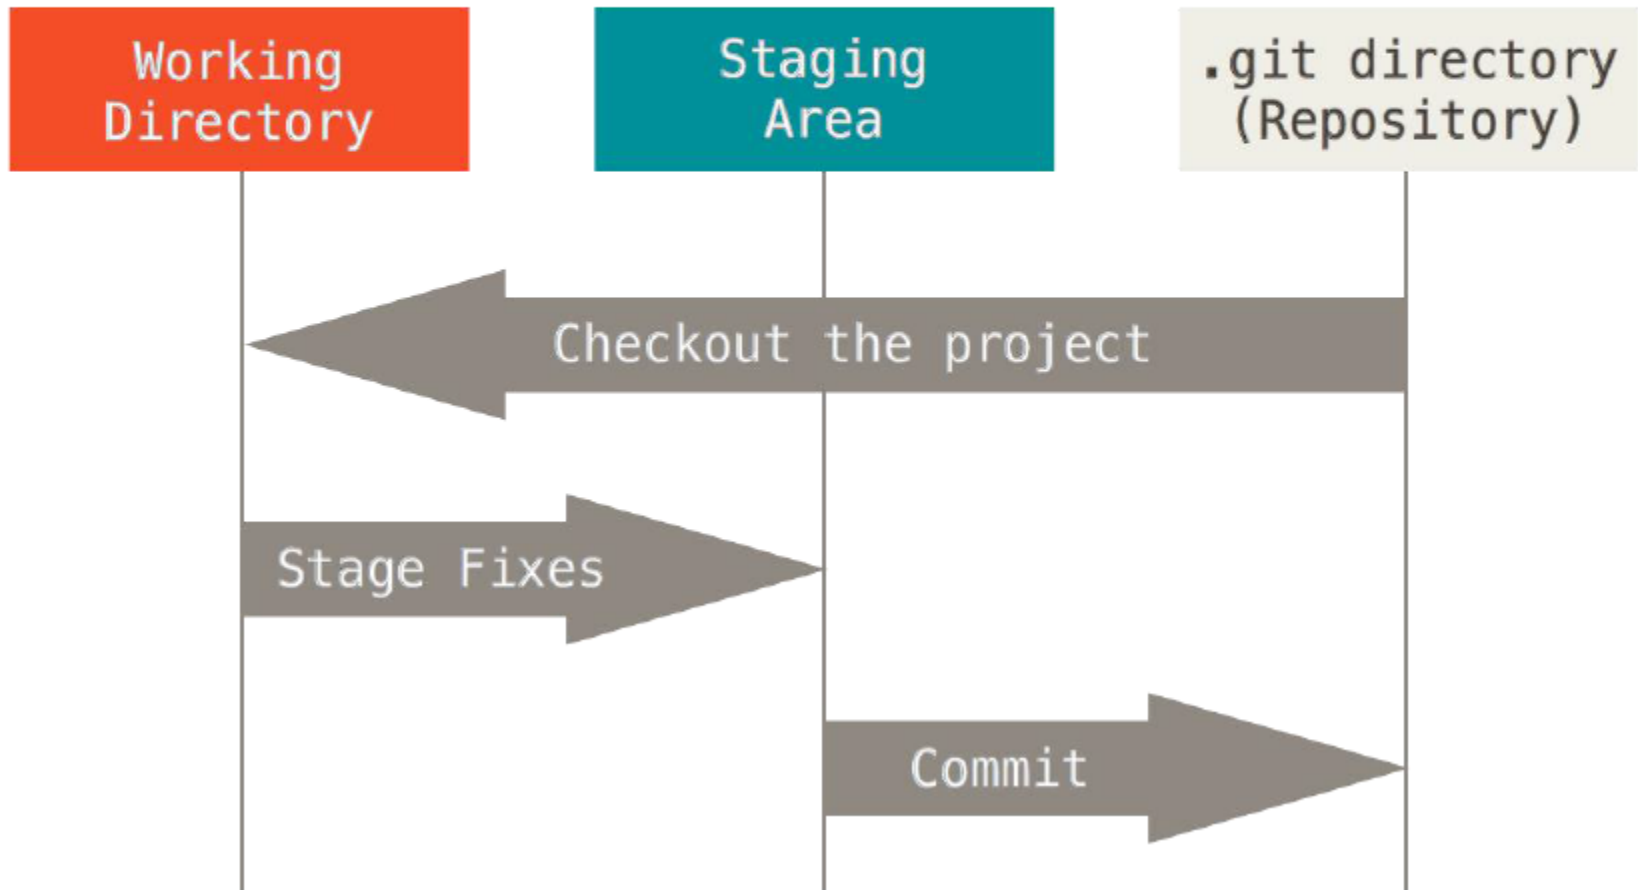 Working
Directory
Staging
Area
.git directory
(Repository)
Checkout the project
Stage Fixes
Commit